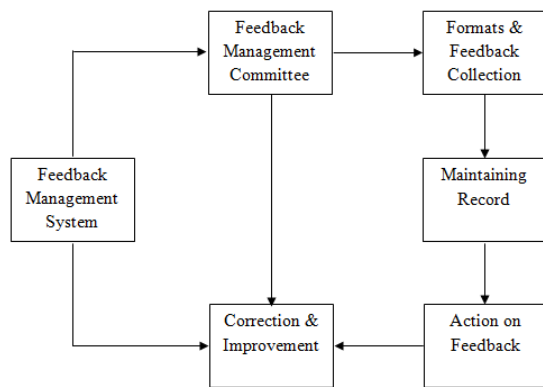 Feedback
Management
Committee
Formats &
Feedback
Collection
Feedback
Management
System
Maintaining
Record
Correction &
Improvement
Action on
Feedback